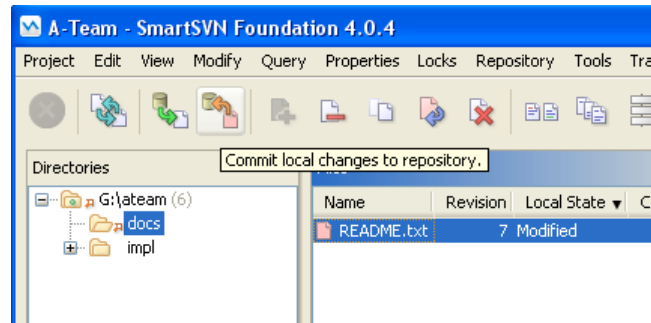 A-Team - SmartSVN Foundation 4.0.4
Project Edit View Modify Query Properties Locks Repository Tools
Commit local changes to repository.
Directories
G:\ateam (6)
docs
impl
Name Revision Local State
README.txt 7 Modified